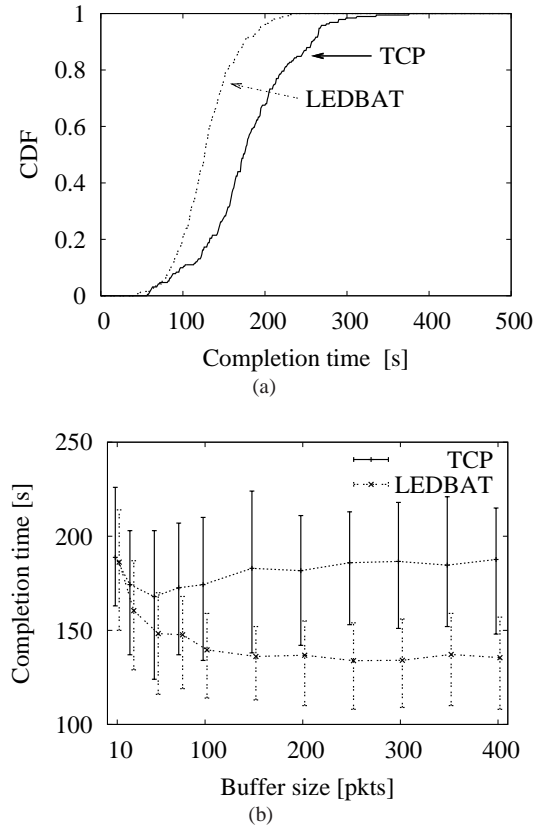 1
0.8
0.6
0.4
0.2
0
CDF
TCP
LEDBAT
0 100 200 300 400 500
Completion time [s]
(a)
250
200
150
100
Completion time [s]
TCP
LEDBAT
10 100 200 300 400
Buffer size [pkts]
(b)